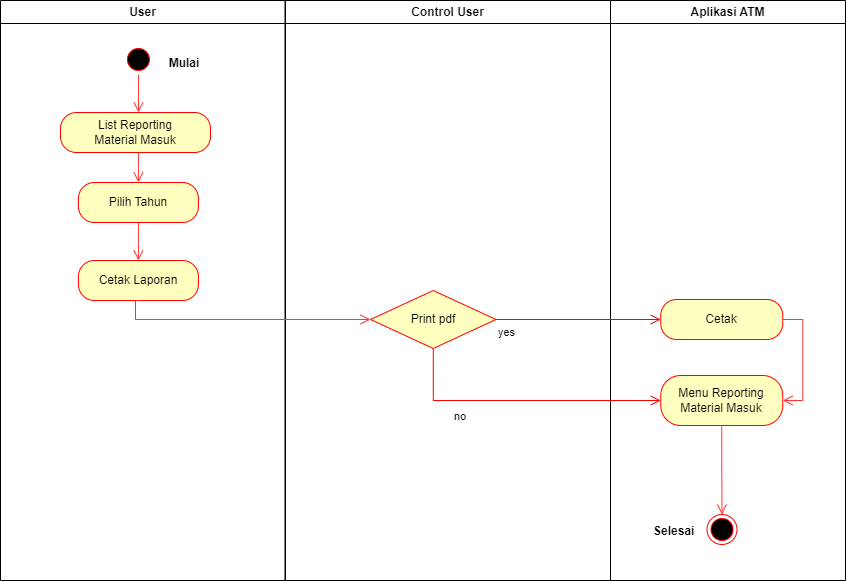 User
Control User
Aplikasi ATM
Mulai
List Reporting
Material Masuk
Pilih Tahun
Cetak Laporan
Print pdf
yes
Cetak
no
Menu Reporting
Material Masuk
Selesai